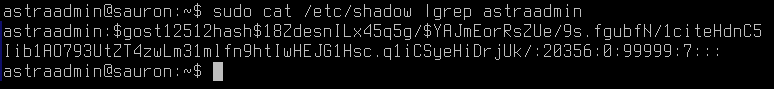 astraadmin@sauron:~$ sudo cat /etc/shadow |grep astraadmin
astraadmin:$gost12512hash$18ZdesnILx45q5g/$YAJmEorRsZUe/9s.fgubfN/1citeHdnC5
Iib1AO793UtZT4zwLm31mlfn9htIwHEJG1Hsc.q1iCSyeHiDrjUk/:20356:0:99999:7:::
astraadmin@sauron:~$